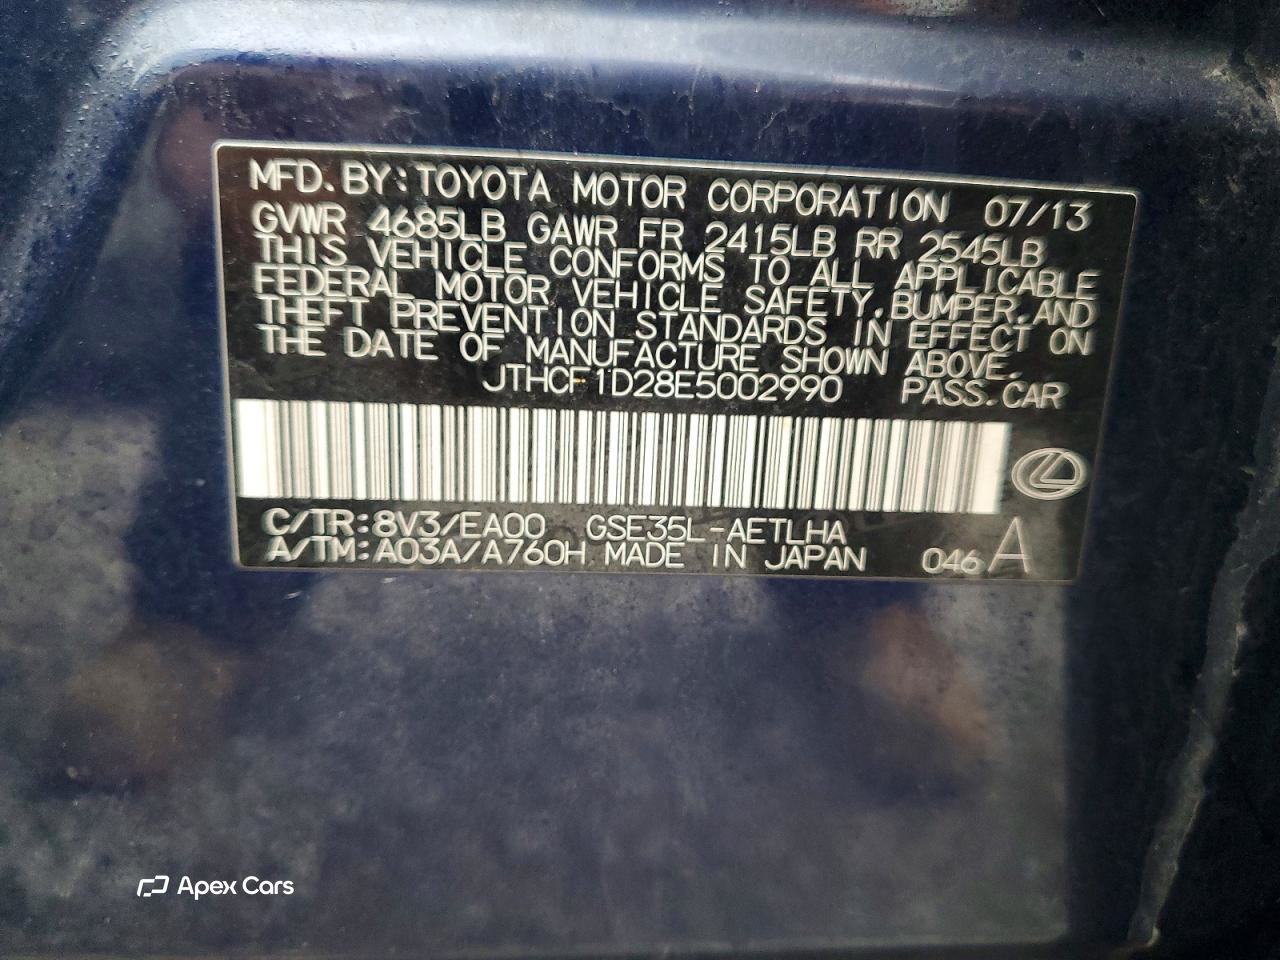 MFD.BY:TOYOTA MOTOR CORPORATION 07/13
GVWR 4685LB GAWR FR 2415LB RR 2545LB
THIS VEHICLE CONFORMS TO ALL APPLICABLE
FEDERAL MOTOR VEHICLE SAFETY,BUMPER,AND
THEFT PREVENTION STANDARDS IN EFFECT ON
THE DATE OF MANUFACTURE SHOWN ABOVE.
JTHCF1D28E5002990 PASS.CAR
C/TR:8V3/EA00 GSE35L-AETLHA
A/TM:A03A/A760H MADE IN JAPAN 046 A
Apex Cars